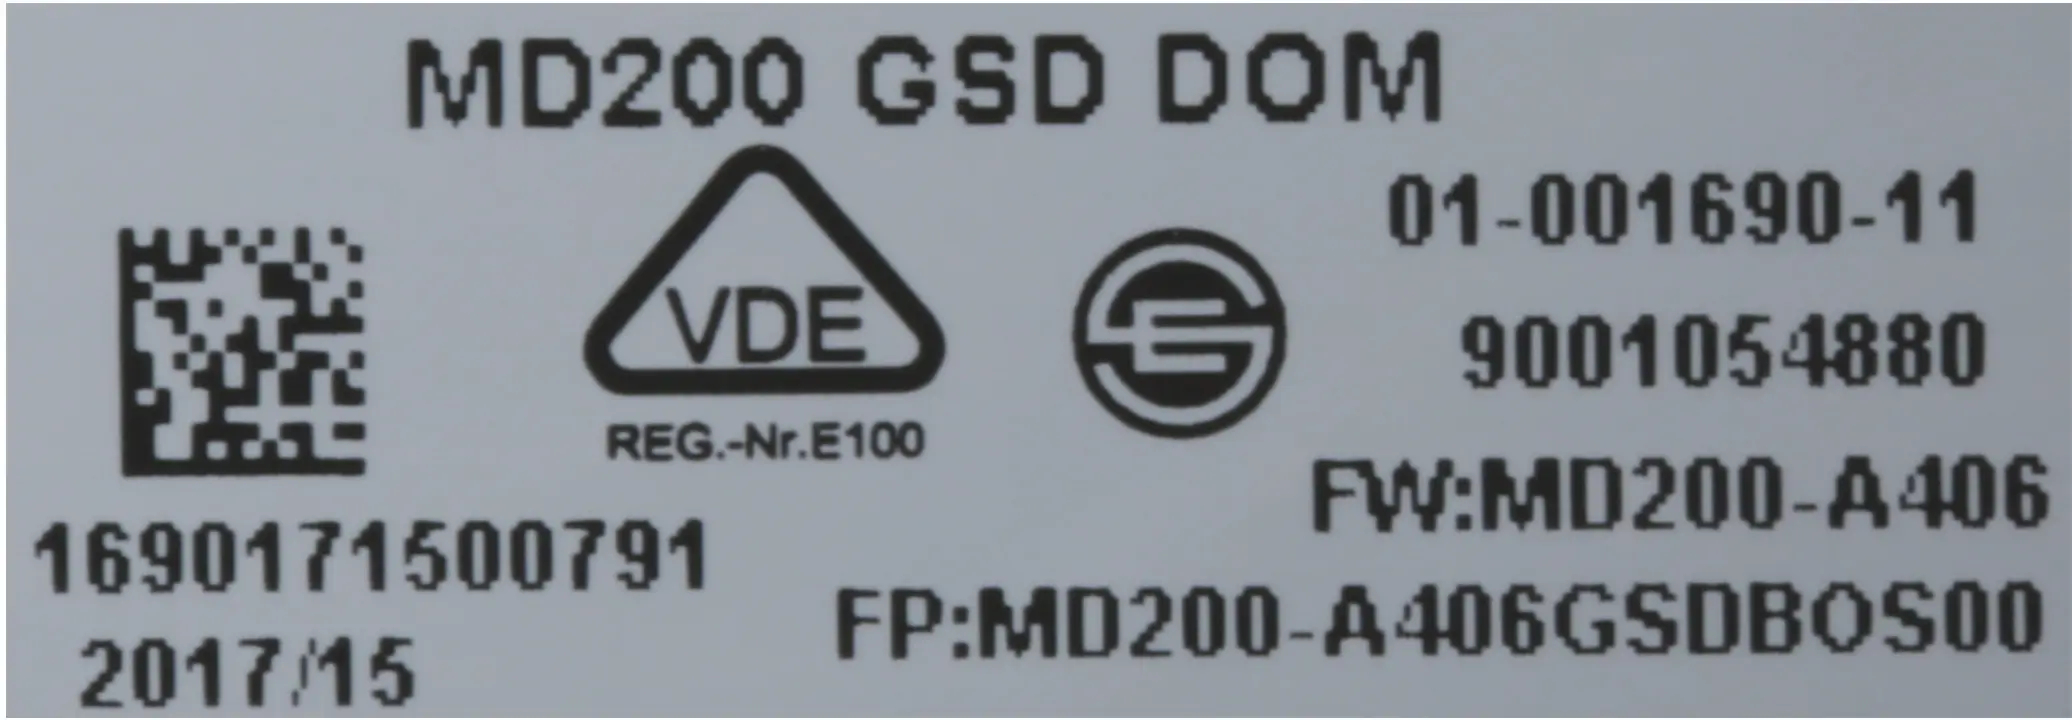 MD200 GSD DOM
01-001690-11
VDE
9001054880
REG.-Nr.E100
FW:MD200-A406
1690171500791
FP:MD200-A406GSDBOS00
2017/15